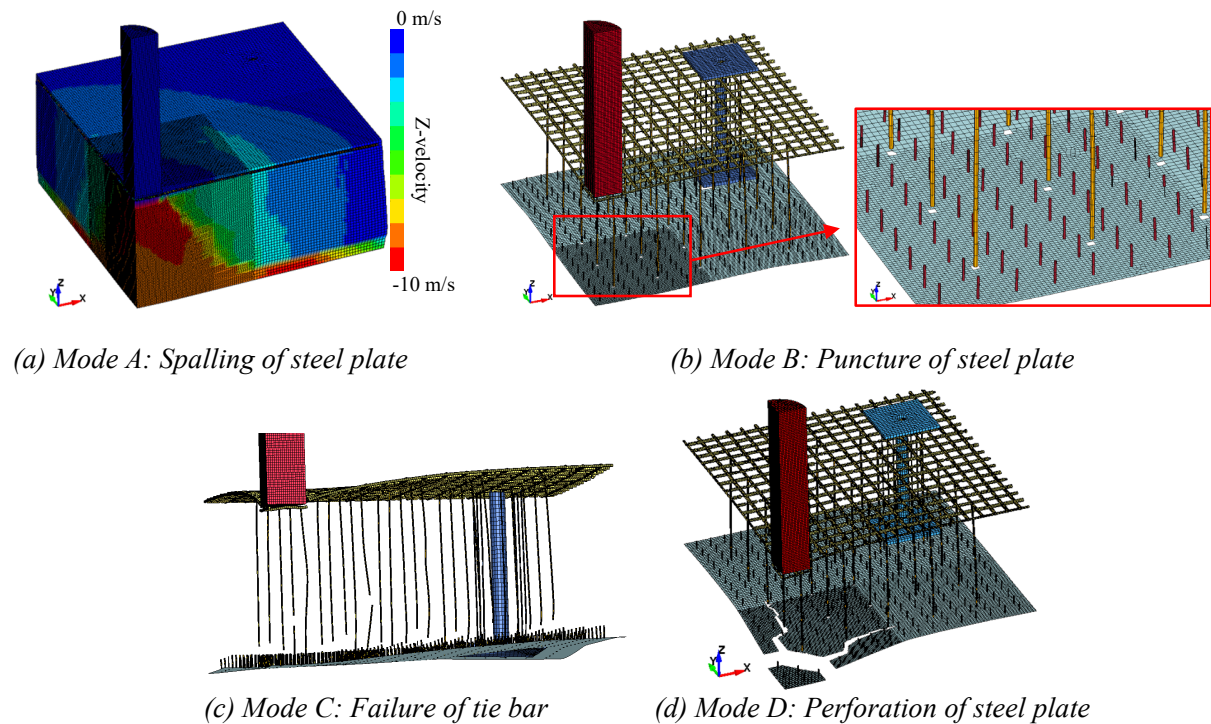 0 m/s
Z-velocity
-10 m/s
Z
Y
X
Z
Y
X
Z
Y
X
(a) Mode A: Spalling of steel plate
(b) Mode B: Puncture of steel plate
Z
Y
X
(c) Mode C: Failure of tie bar
(d) Mode D: Perforation of steel plate